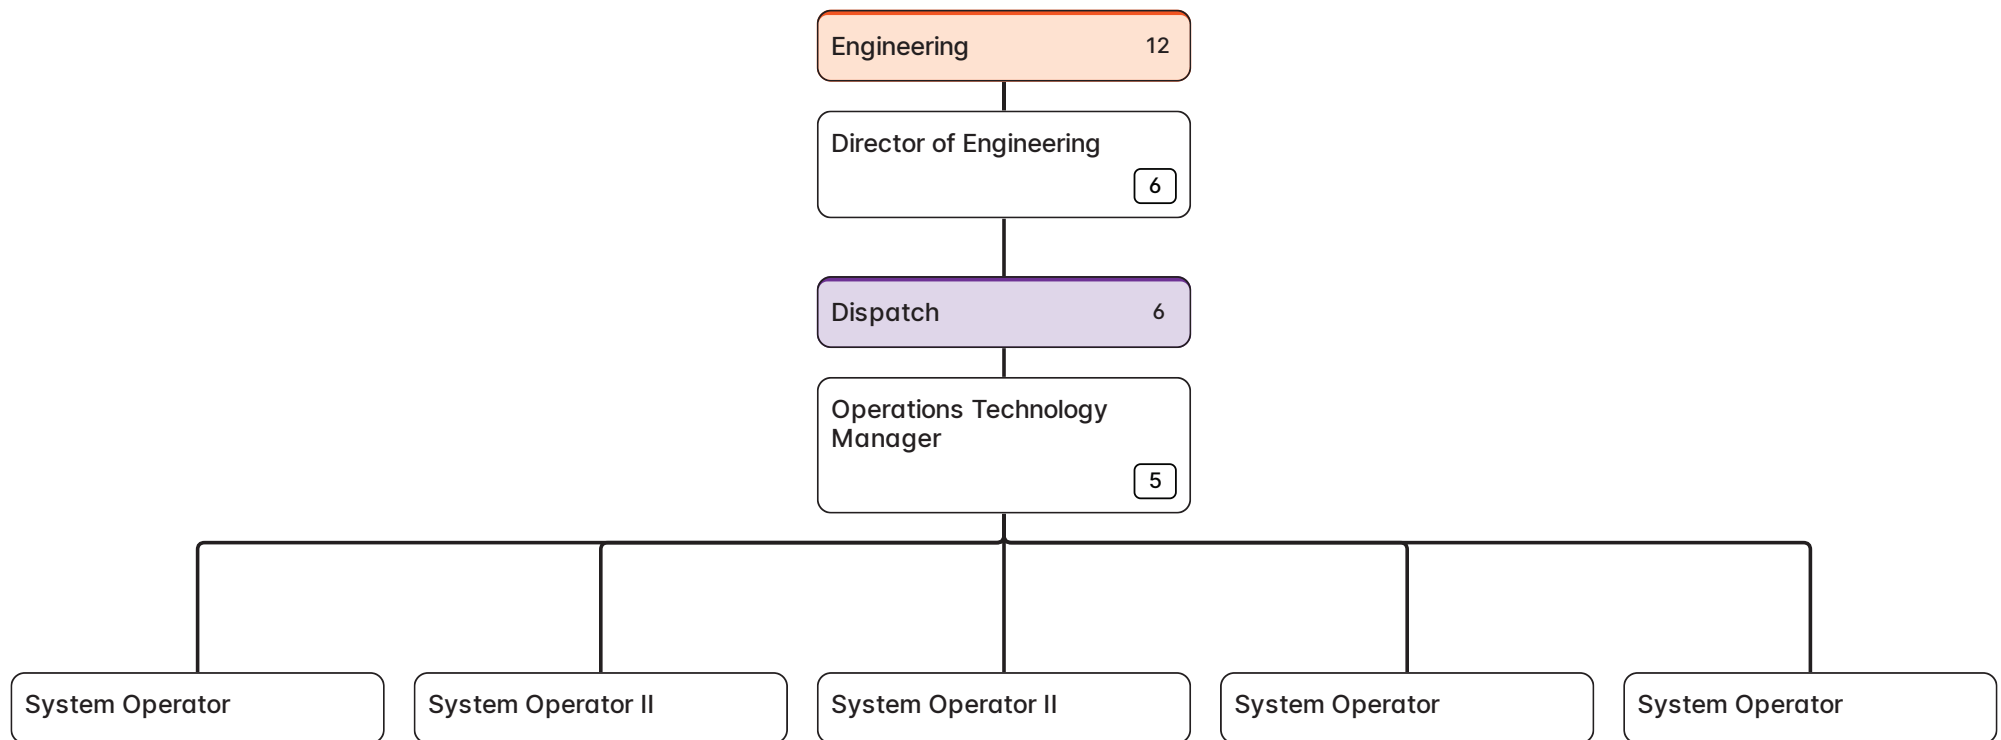 Engineering 12
Director of Engineering
6
Dispatch 6
Operations Technology
Manager
5
System Operator
System Operator II
System Operator II
System Operator
System Operator